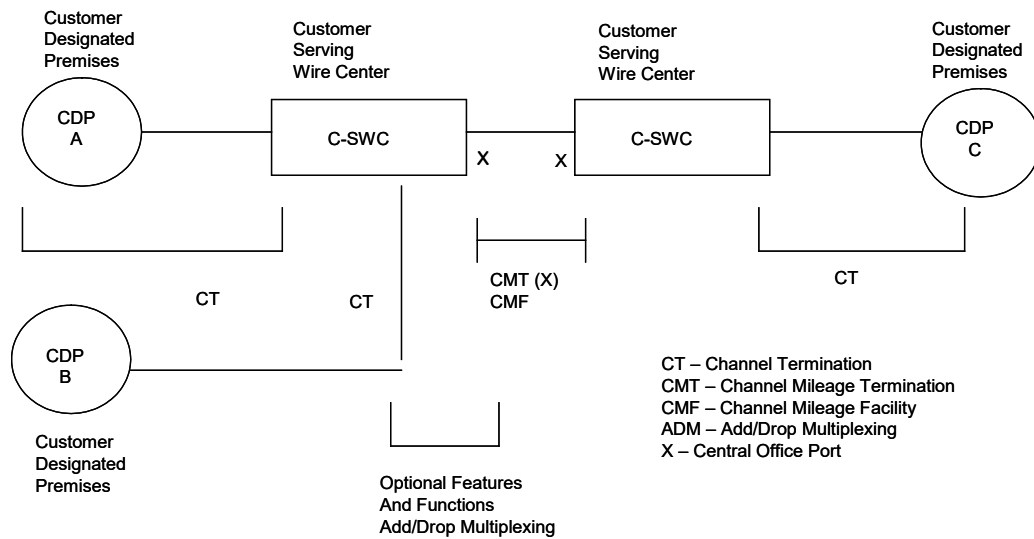 Customer
Designated
Premises
Customer
Serving
Wire Center
Customer
Serving
Wire Center
Customer
Designated
Premises
CDP
A
C-SWC
X
X
C-SWC
CDP
C
CT
CT
CMT (X)
CMF
CT
CDP
B
Customer
Designated
Premises
CT – Channel Termination
CMT – Channel Mileage Termination
CMF – Channel Mileage Facility
ADM – Add/Drop Multiplexing
X – Central Office Port
Optional Features
And Functions
Add/Drop Multiplexing